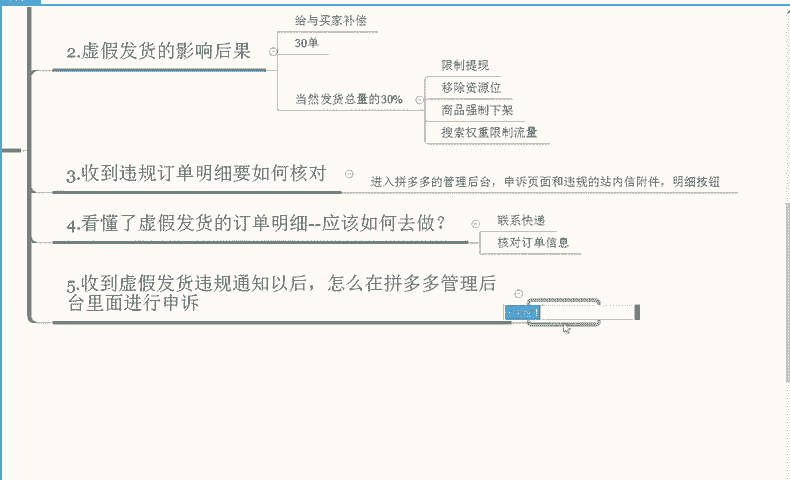 给与买家补偿
2.虚假发货的影响后果
30单
当然发货总量的30%
限制提现
移除资源位
商品强制下架
搜索权重限制流量
3.收到违规订单明细要如何核对
进入拼多多的管理后台，申诉页面和违规的站内信附件，明细按钮
4.看懂了虚假发货的订单明细--应该如何去做？
联系快递
核对订单信息
5.收到虚假发货违规通知以后，怎么在拼多多管理后
台里面进行申诉